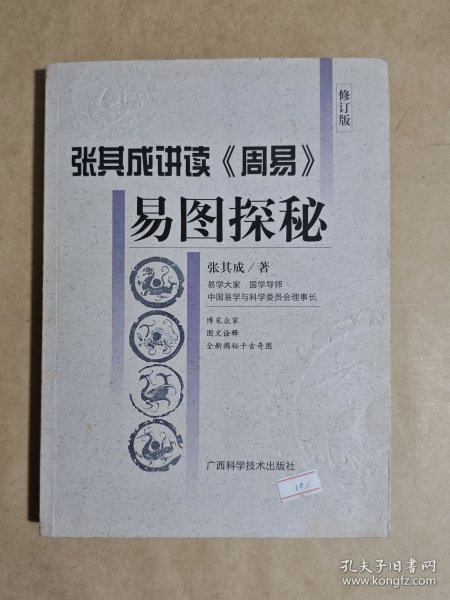 修订版
张其成讲读《周易》
易图探秘
张其成/著
易学大家 国学导师
中国易学与科学委员会理事长
博采众家
图文诠释
全新揭秘千古奇图
广西科学技术出版社
孔夫子旧书网
www.kongfz.com